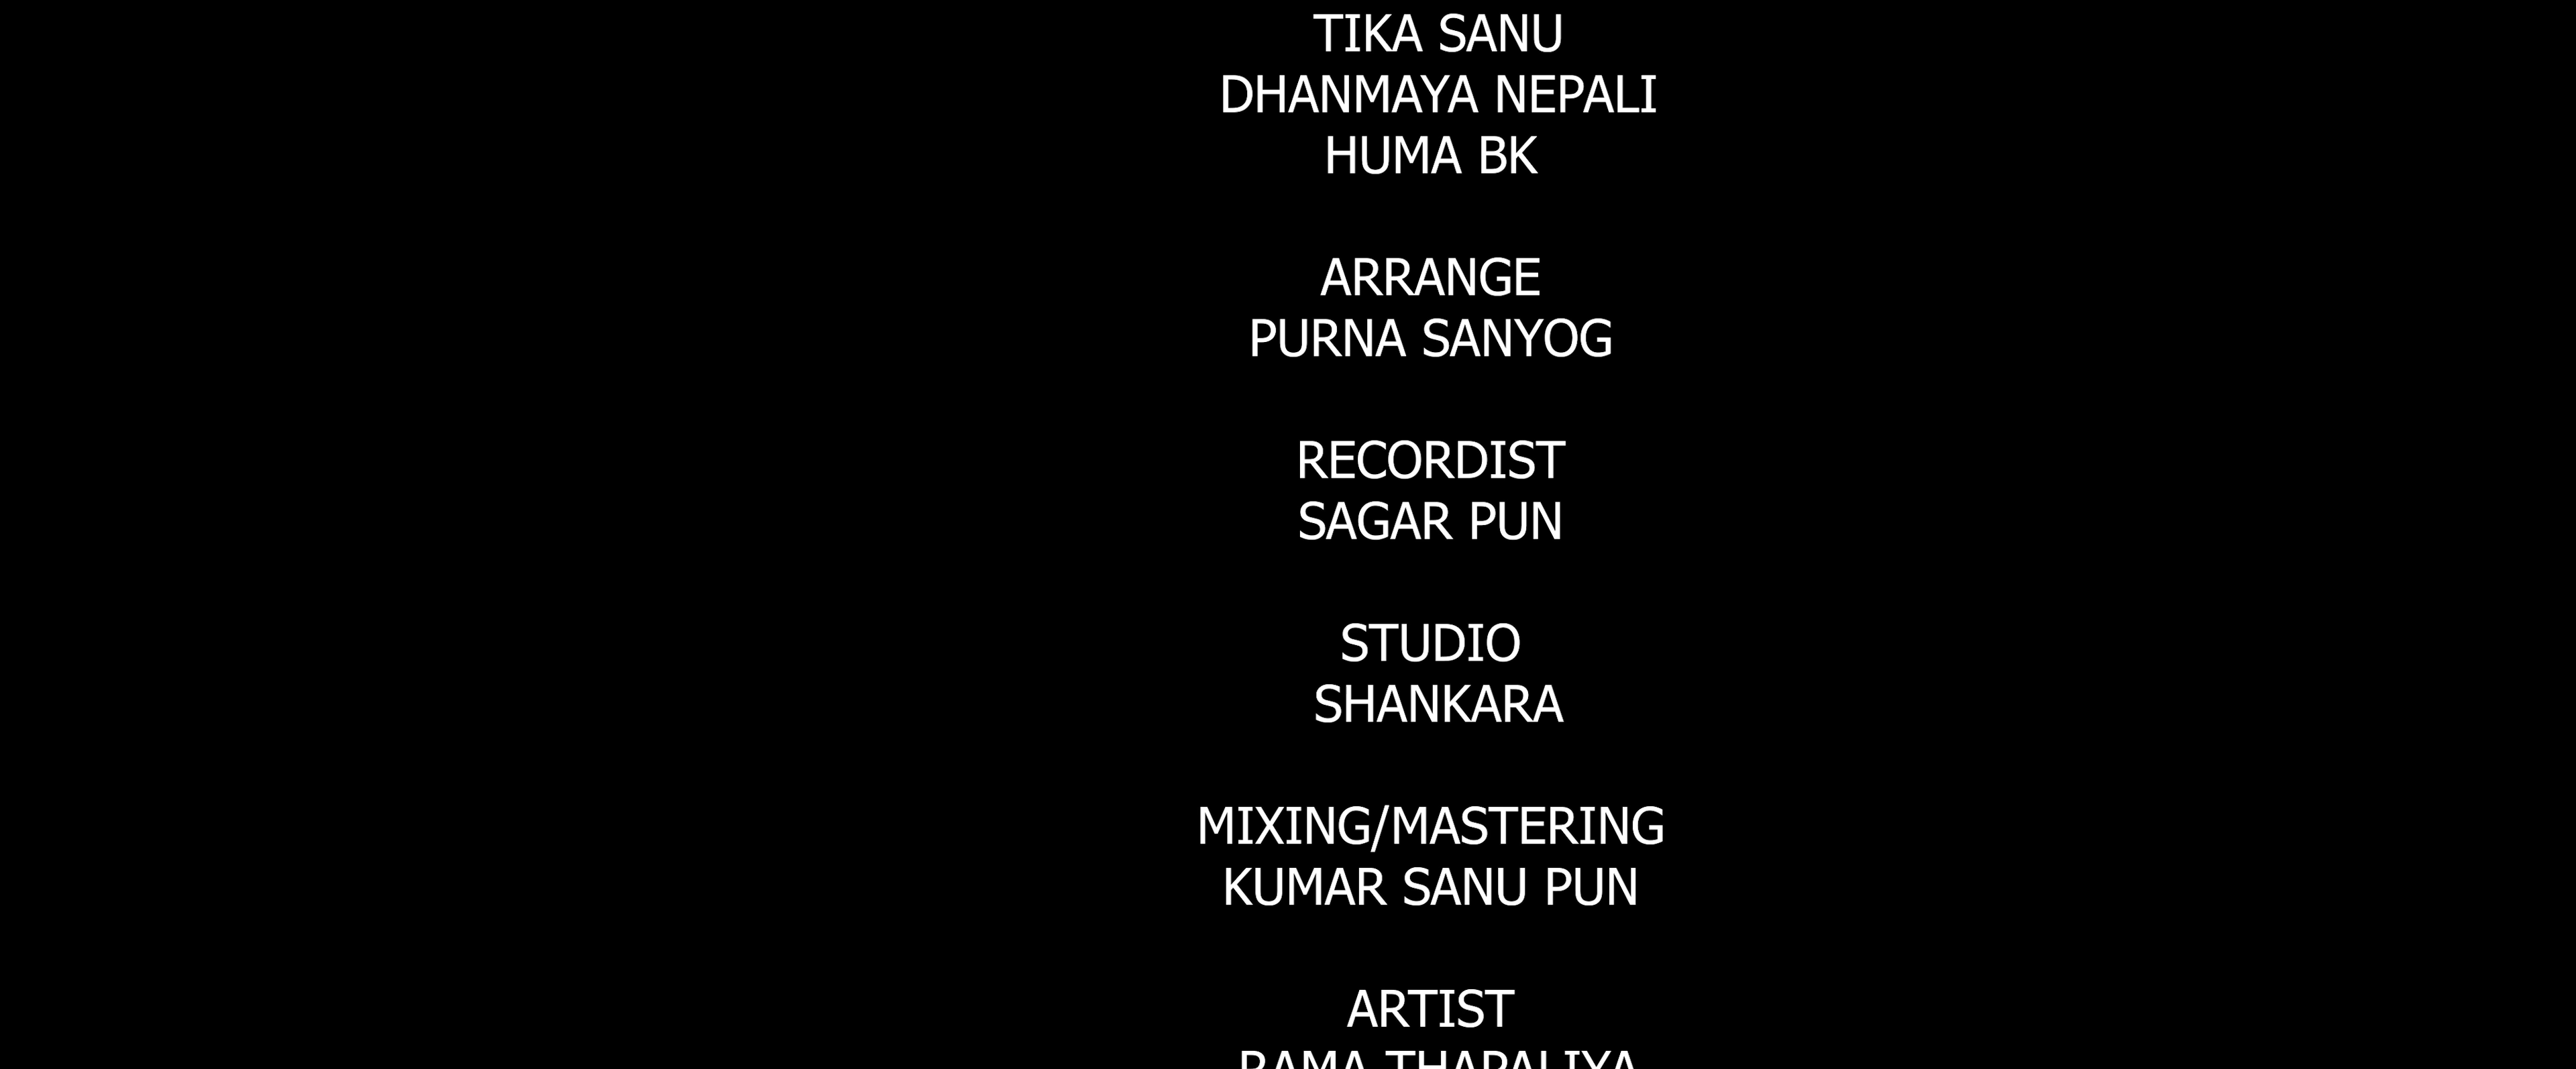 TIKA SANU
DHANMAYA NEPALI
HUMA BK
ARRANGE
PURNA SANYOG
RECORDIST
SAGAR PUN
STUDIO
SHANKARA
MIXING/MASTERING
KUMAR SANU PUN
ARTIST